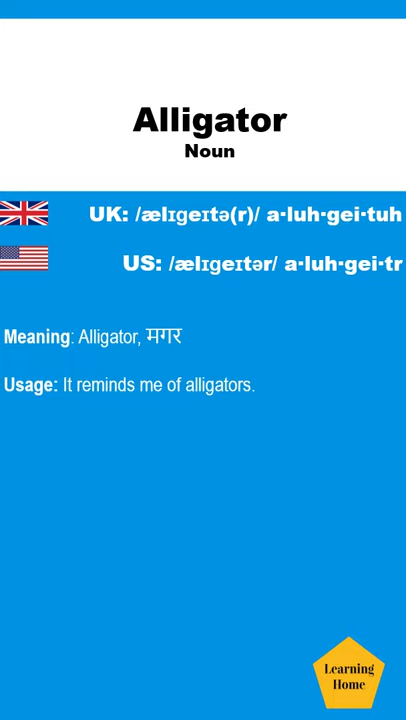 Alligator
Noun
UK: /ælɪɡeɪtə(r)/ a·luh·gei·tuh
US: /ælɪɡeɪtər/ a·luh·gei·tr
Meaning: Alligator, मगर
Usage: It reminds me of alligators.
Learning
Home